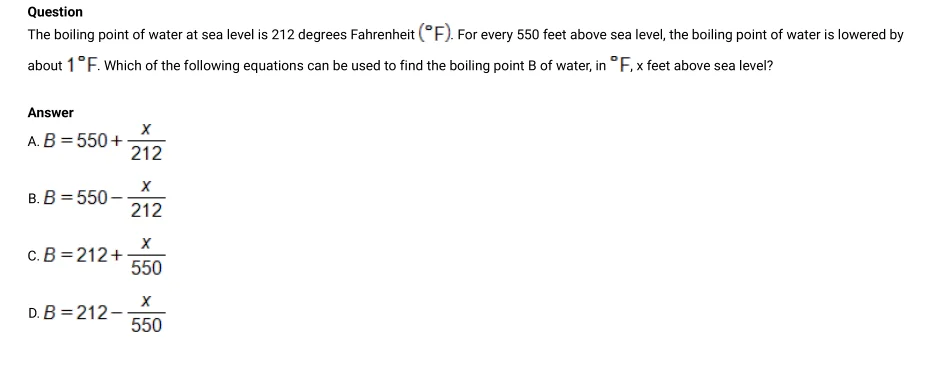 Question
The boiling point of water at sea level is 212 degrees Fahrenheit (°F). For every 550 feet above sea level, the boiling point of water is lowered by
about 1°F. Which of the following equations can be used to find the boiling point B of water, in °F, x feet above sea level?
Answer
A. B = 550 + x/212
B. B = 550 − x/212
C. B = 212 + x/550
D. B = 212 − x/550